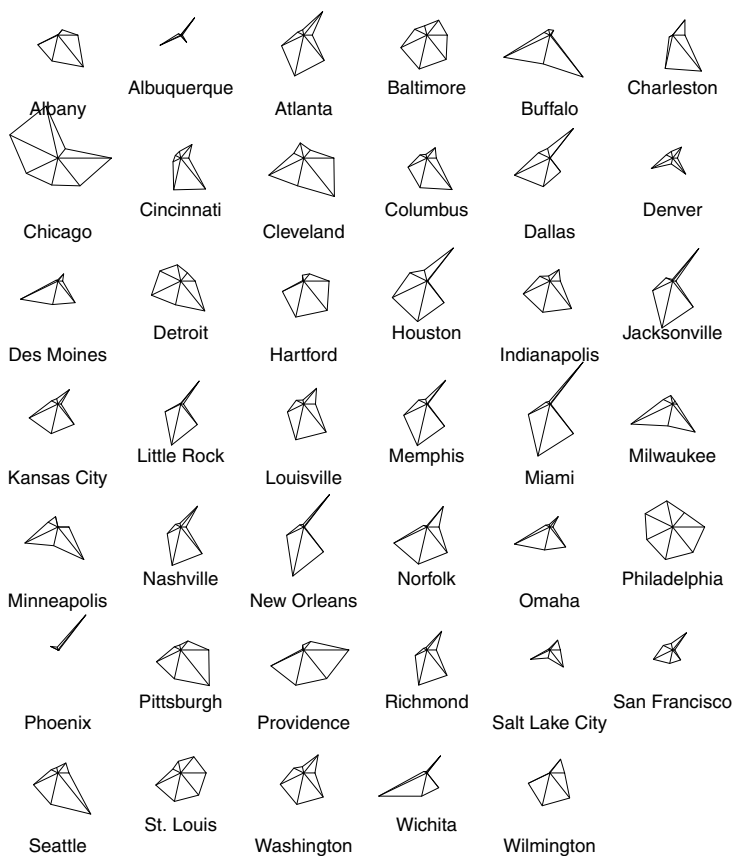 Albany
Albuquerque
Atlanta
Baltimore
Buffalo
Charleston
Chicago
Cincinnati
Cleveland
Columbus
Dallas
Denver
Des Moines
Detroit
Hartford
Houston
Indianapolis
Jacksonville
Kansas City
Little Rock
Louisville
Memphis
Miami
Milwaukee
Minneapolis
Nashville
New Orleans
Norfolk
Omaha
Philadelphia
Phoenix
Pittsburgh
Providence
Richmond
Salt Lake City
San Francisco
Seattle
St. Louis
Washington
Wichita
Wilmington